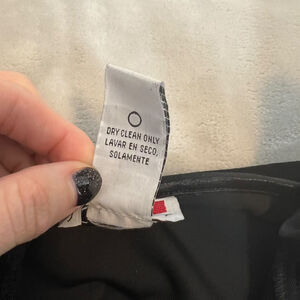 DRY CLEAN ONLY
LAVAR EN SECO,
SOLAMENTE